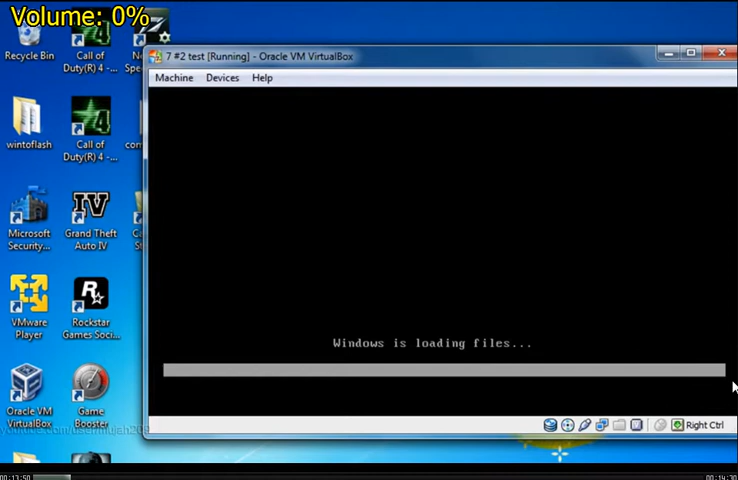 Volume: 0%
7 #2 test [Running] - Oracle VM VirtualBox
Machine Devices Help
Recycle Bin
Call of
Duty(R) 4 -...
wintoflash
Call of
Duty(R) 4 -...
Microsoft
Security...
Grand Theft
Auto IV
IV
VMware
Player
Rockstar
Games Soci...
Oracle VM
VirtualBox
Game
Booster
Windows is loading files...
Right Ctrl
00:13:50
00:14:30